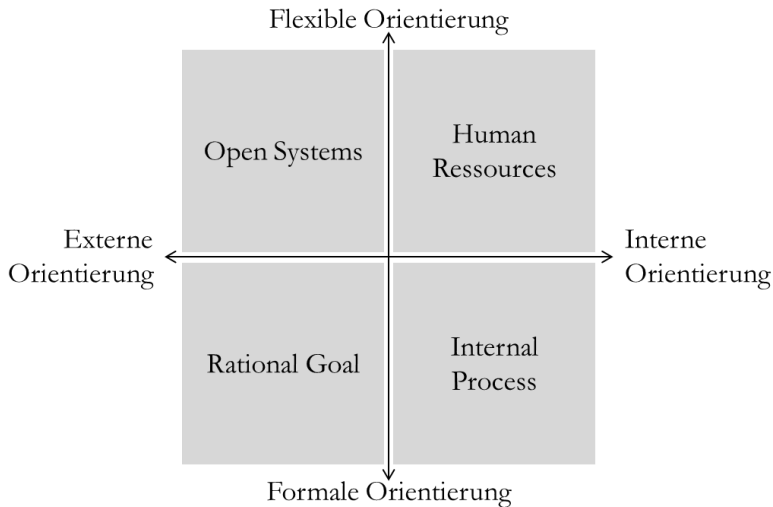 Flexible Orientierung
Open Systems
Human
Ressources
Externe
Orientierung
Interne
Orientierung
Rational Goal
Internal
Process
Formale Orientierung